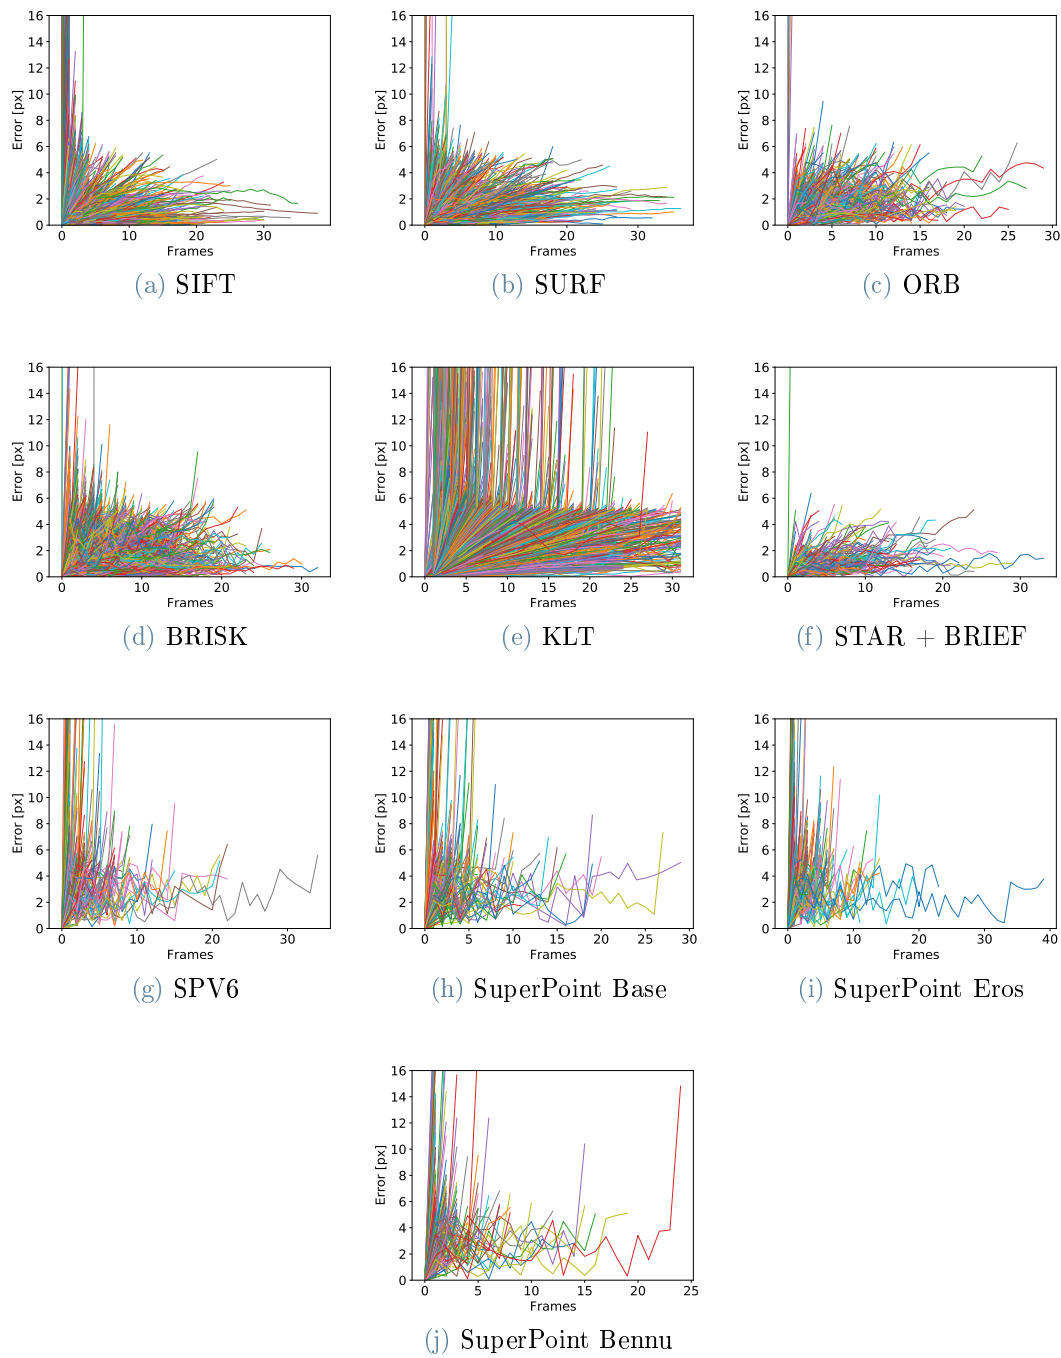 16
14
12
10
8
6
4
2
0
Error [px]
0 10 20 30
Frames
(a) SIFT
16
14
12
10
8
6
4
2
0
Error [px]
0 10 20 30
Frames
(b) SURF
16
14
12
10
8
6
4
2
0
Error [px]
0 5 10 15 20 25 30
Frames
(c) ORB
16
14
12
10
8
6
4
2
0
Error [px]
0 10 20 30
Frames
(d) BRISK
16
14
12
10
8
6
4
2
0
Error [px]
0 5 10 15 20 25 30
Frames
(e) KLT
16
14
12
10
8
6
4
2
0
Error [px]
0 10 20 30
Frames
(f) STAR + BRIEF
16
14
12
10
8
6
4
2
0
Error [px]
0 10 20 30
Frames
(g) SPV6
16
14
12
10
8
6
4
2
0
Error [px]
0 5 10 15 20 25 30
Frames
(h) SuperPoint Base
16
14
12
10
8
6
4
2
0
Error [px]
0 10 20 30 40
Frames
(i) SuperPoint Eros
16
14
12
10
8
6
4
2
0
Error [px]
0 5 10 15 20 25
Frames
(j) SuperPoint Bennu